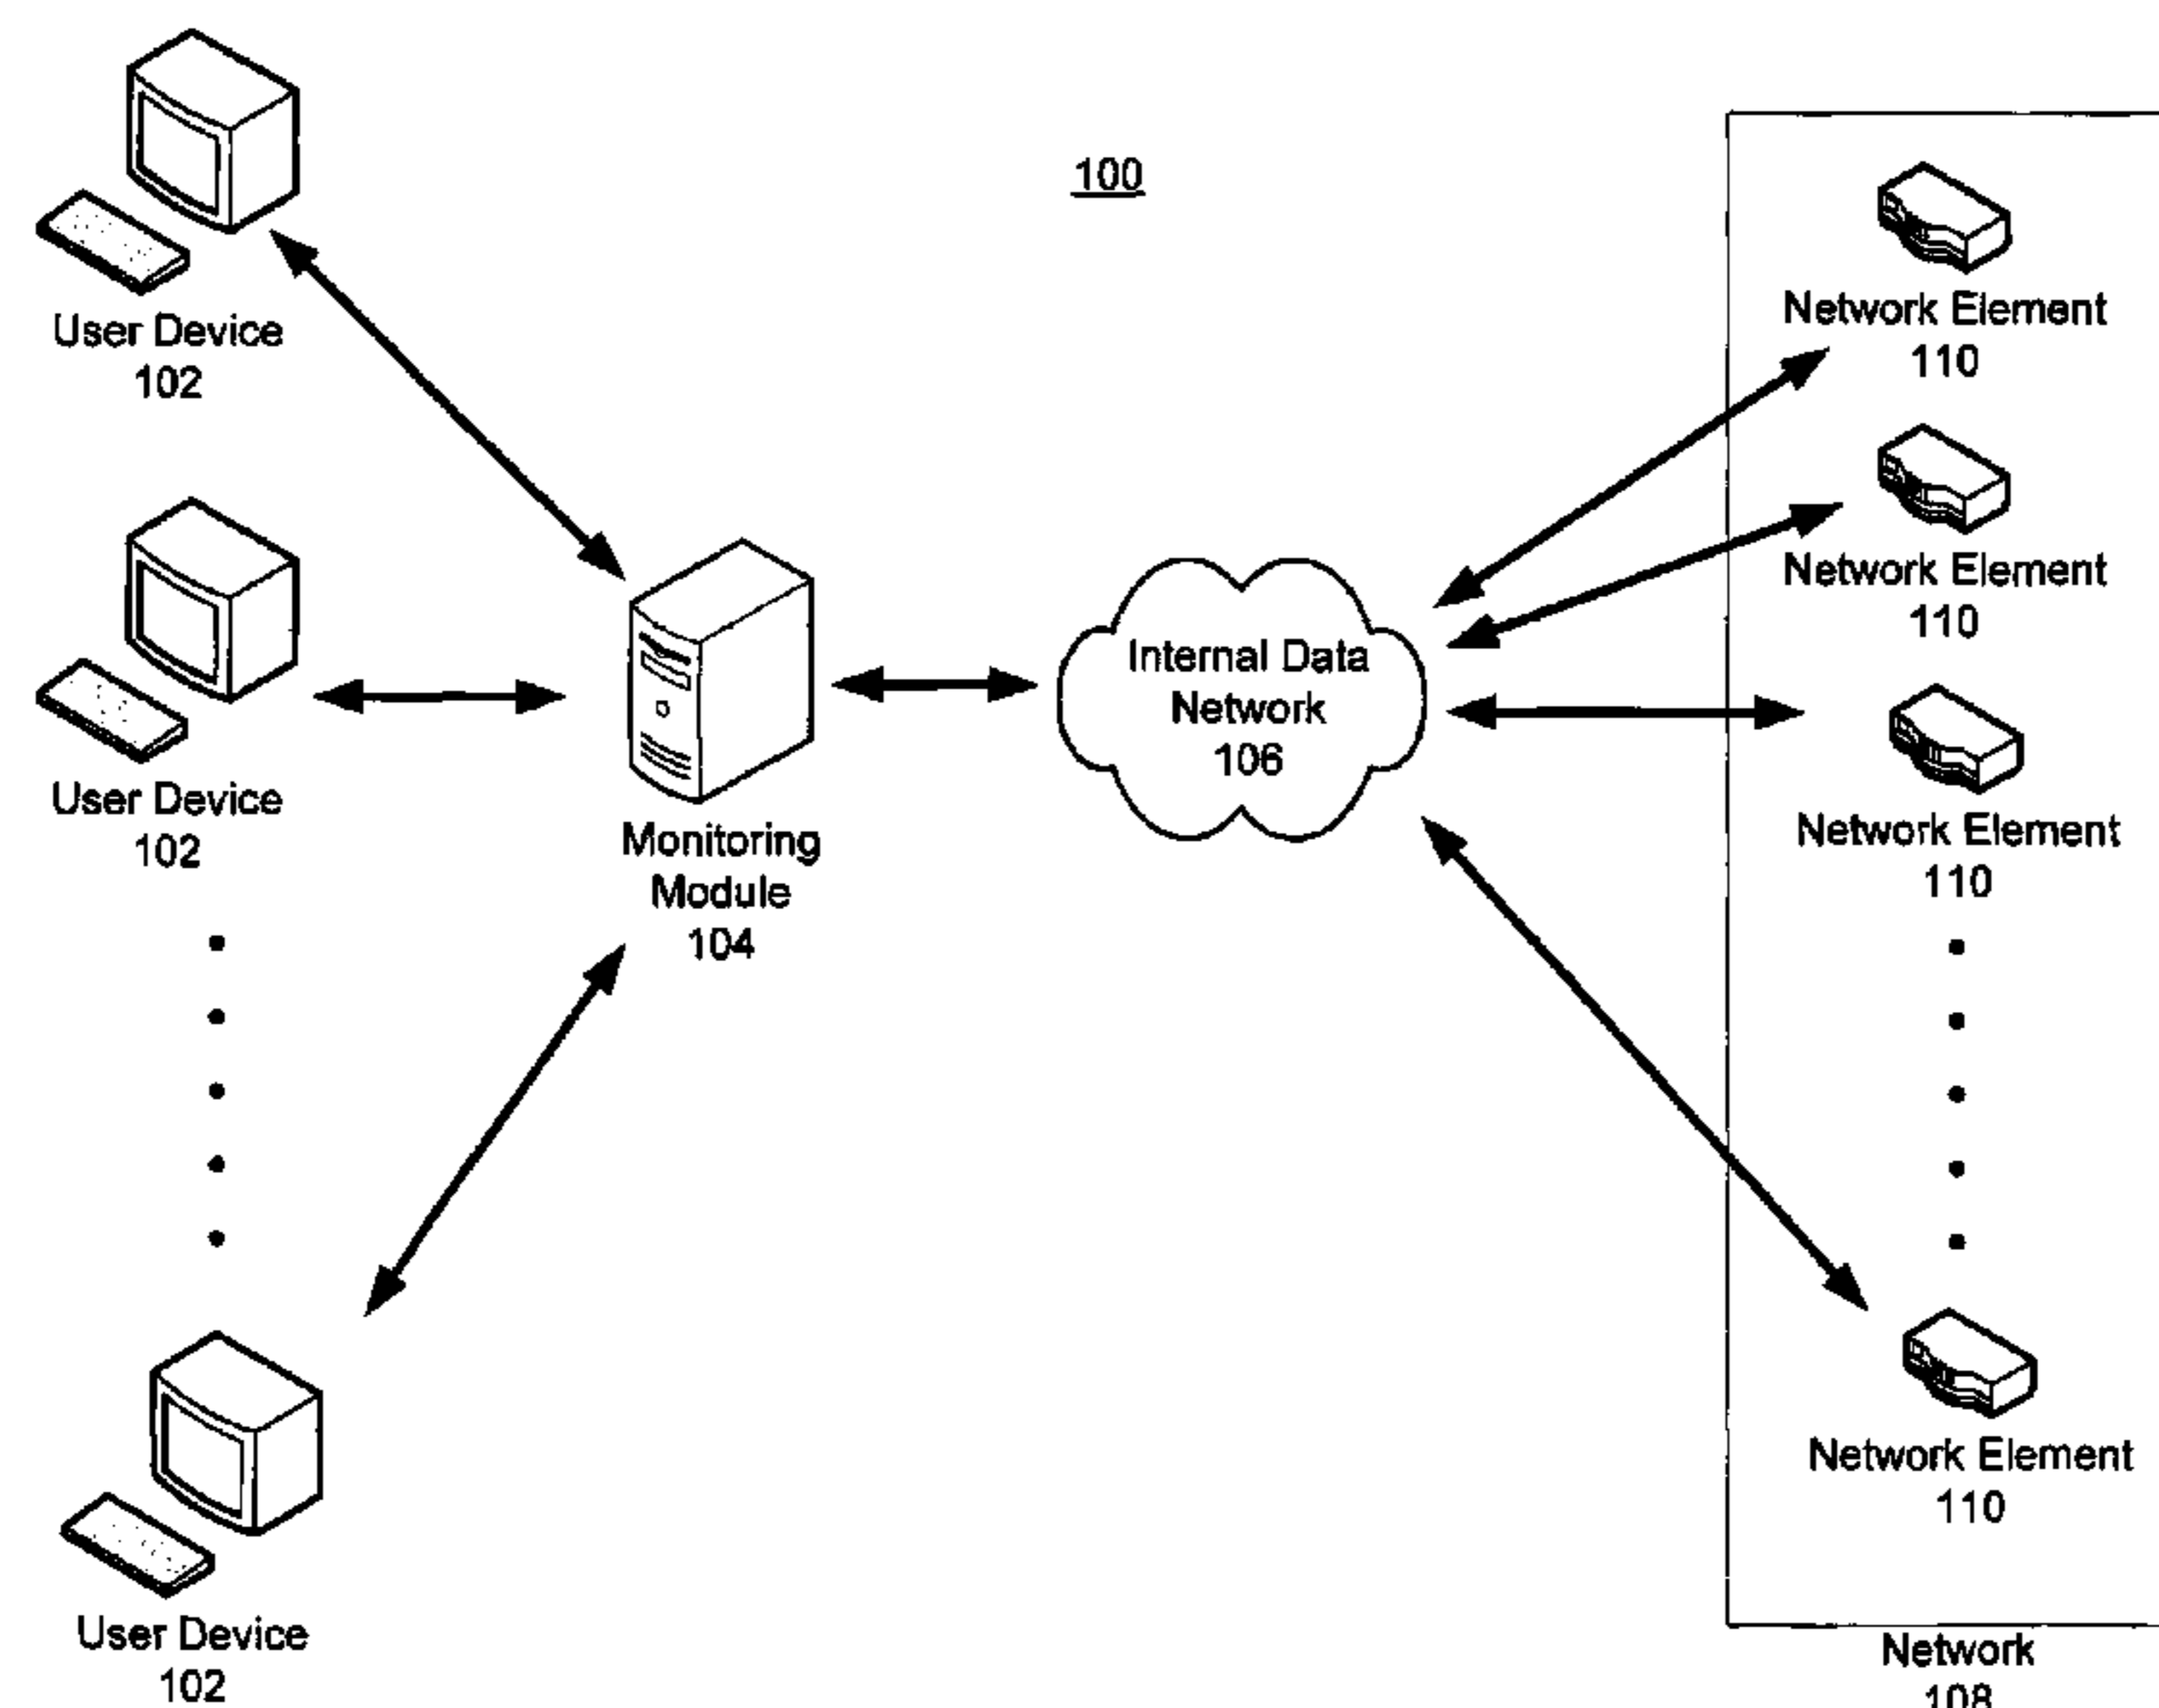 100
User Device
102
User Device
102
User Device
102
Monitoring
Module
104
Internal Data
Network
106
Network Element
110
Network Element
110
Network Element
110
Network Element
110
Network
108